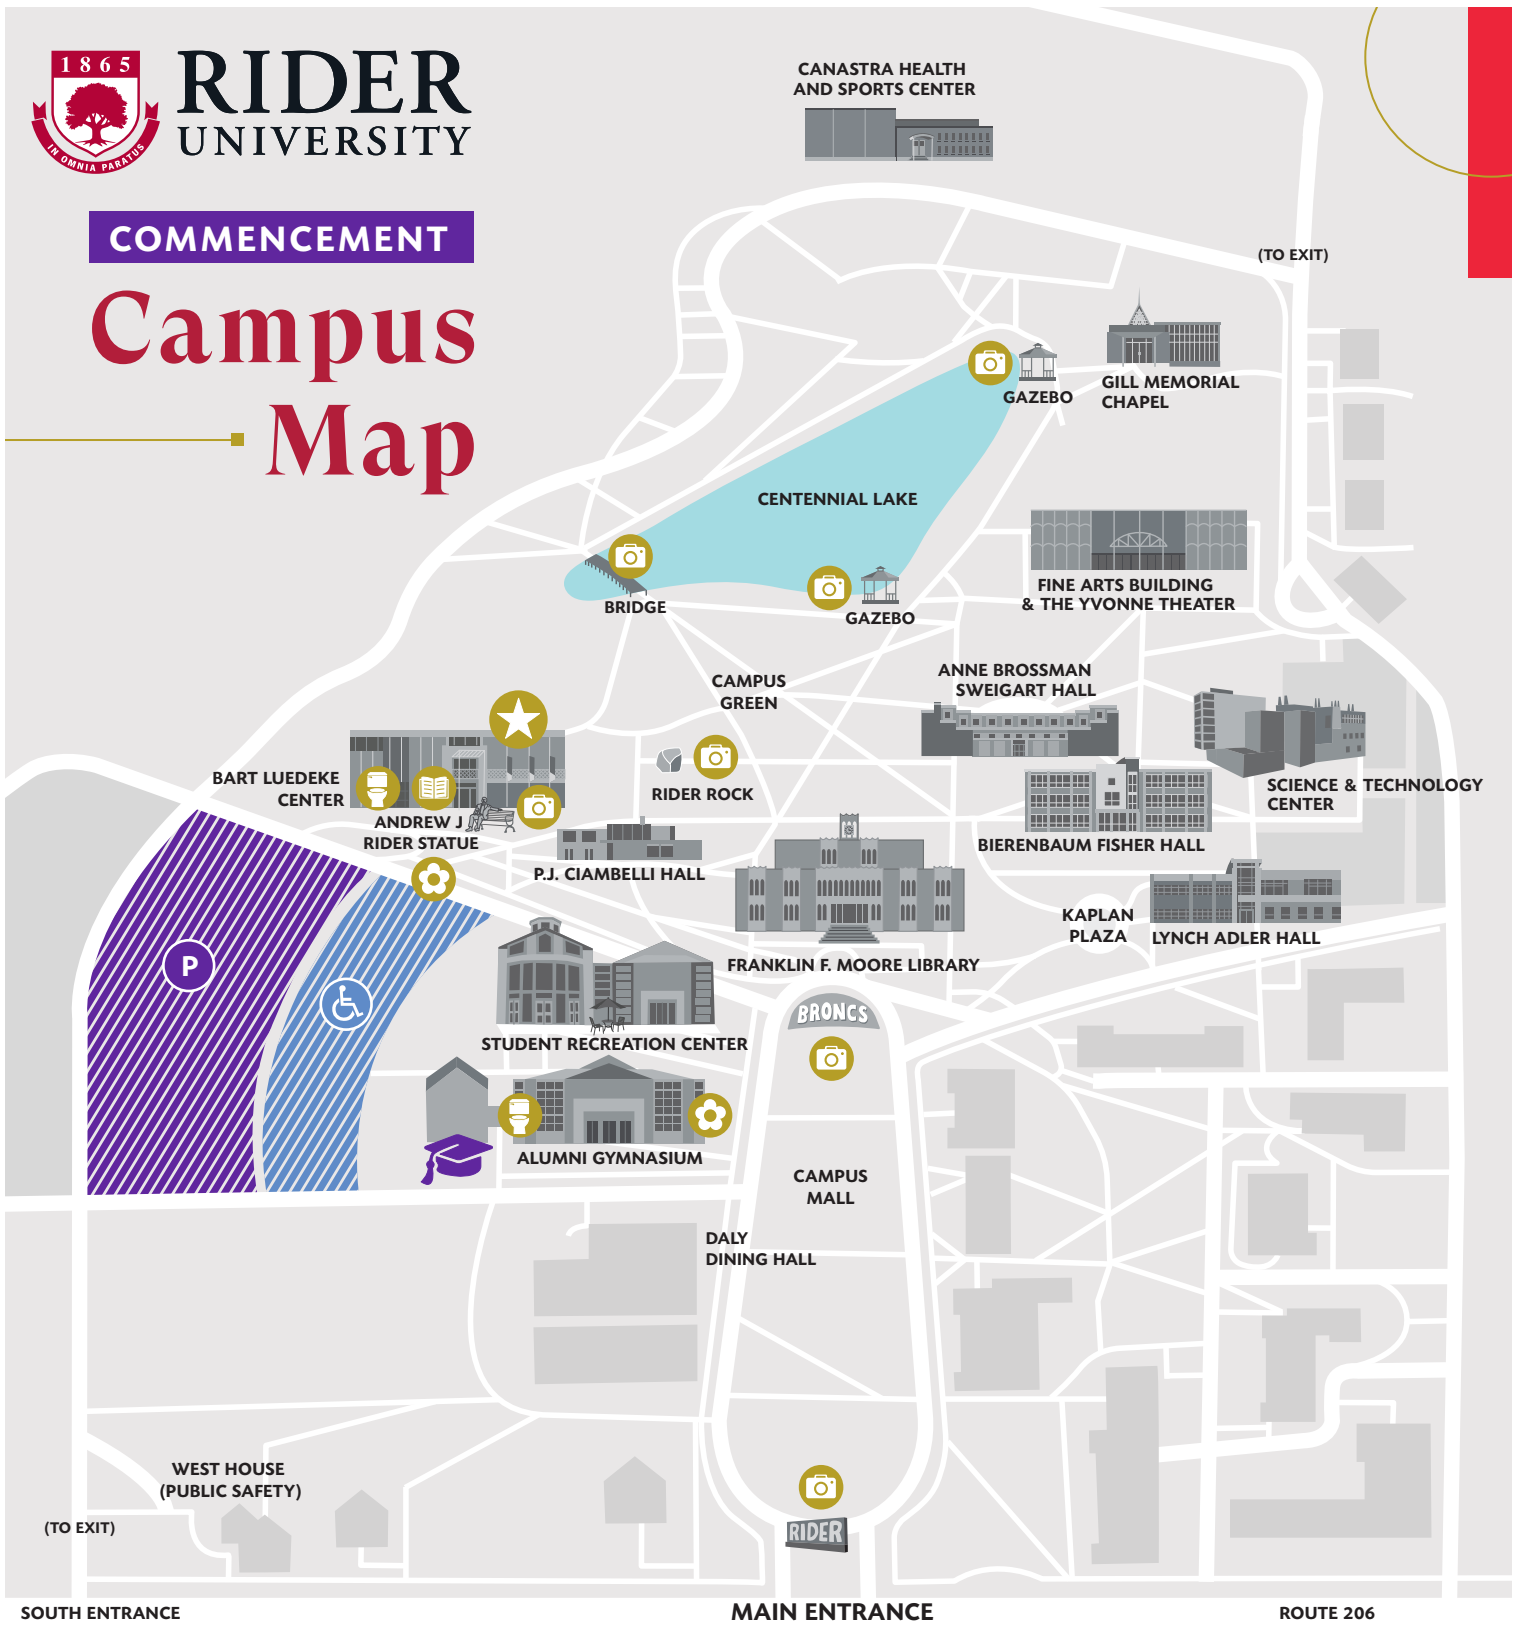 1865
IN OMNIA PARATUS
RIDER
UNIVERSITY
COMMENCEMENT
Campus
Map
CANASTRA HEALTH
AND SPORTS CENTER
(TO EXIT)
GILL MEMORIAL
CHAPEL
GAZEBO
CENTENNIAL LAKE
BRIDGE
GAZEBO
FINE ARTS BUILDING
& THE YVONNE THEATER
CAMPUS
GREEN
ANNE BROSSMAN
SWEIGART HALL
BART LUEDEKE
CENTER
RIDER ROCK
SCIENCE & TECHNOLOGY
CENTER
ANDREW J
RIDER STATUE
P.J. CIAMBELLI HALL
BIERENBAUM FISHER HALL
KAPLAN
PLAZA
LYNCH ADLER HALL
FRANKLIN F. MOORE LIBRARY
P
BRONCS
STUDENT RECREATION CENTER
ALUMNI GYMNASIUM
CAMPUS
MALL
DALY
DINING HALL
WEST HOUSE
(PUBLIC SAFETY)
(TO EXIT)
RIDER
SOUTH ENTRANCE
MAIN ENTRANCE
ROUTE 206